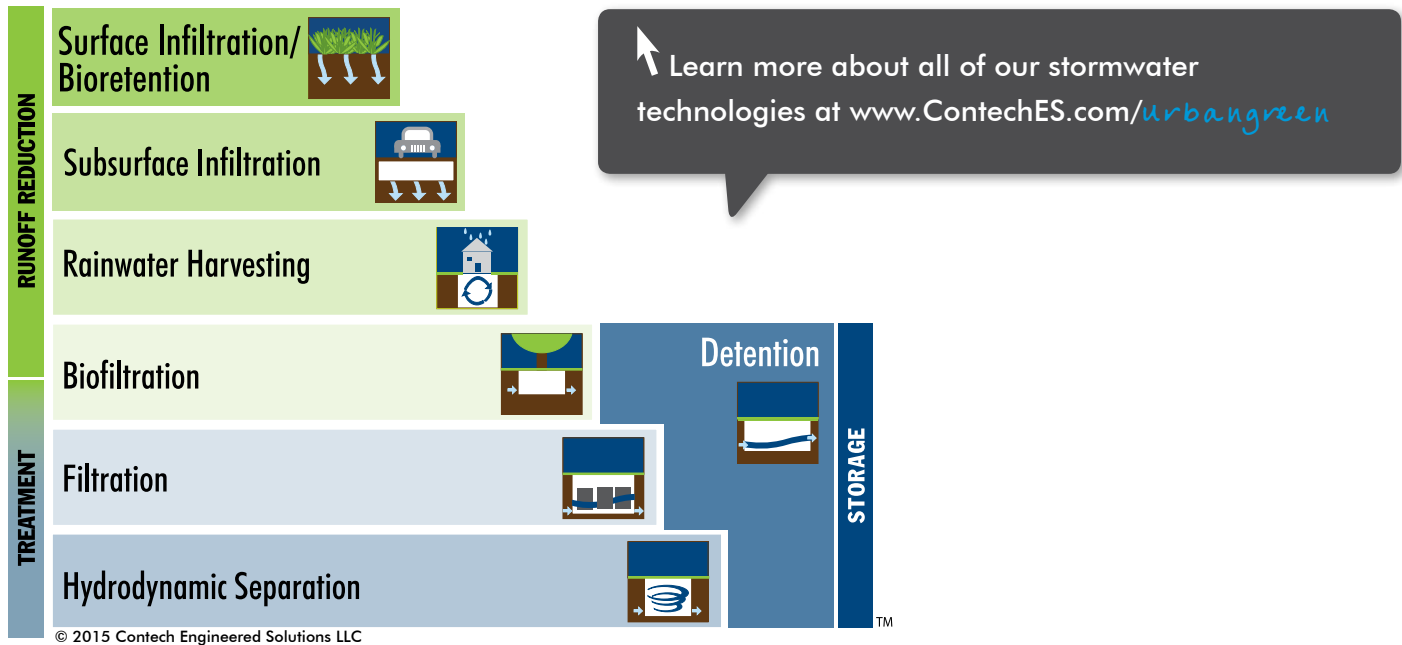 RUNOFF REDUCTION
TREATMENT
Surface Infiltration/
Bioretention
Subsurface Infiltration
Rainwater Harvesting
Biofiltration
Filtration
Hydrodynamic Separation
Detention
STORAGE
TM
© 2015 Contech Engineered Solutions LLC
Learn more about all of our stormwater
technologies at www.ContechES.com/urbangreen